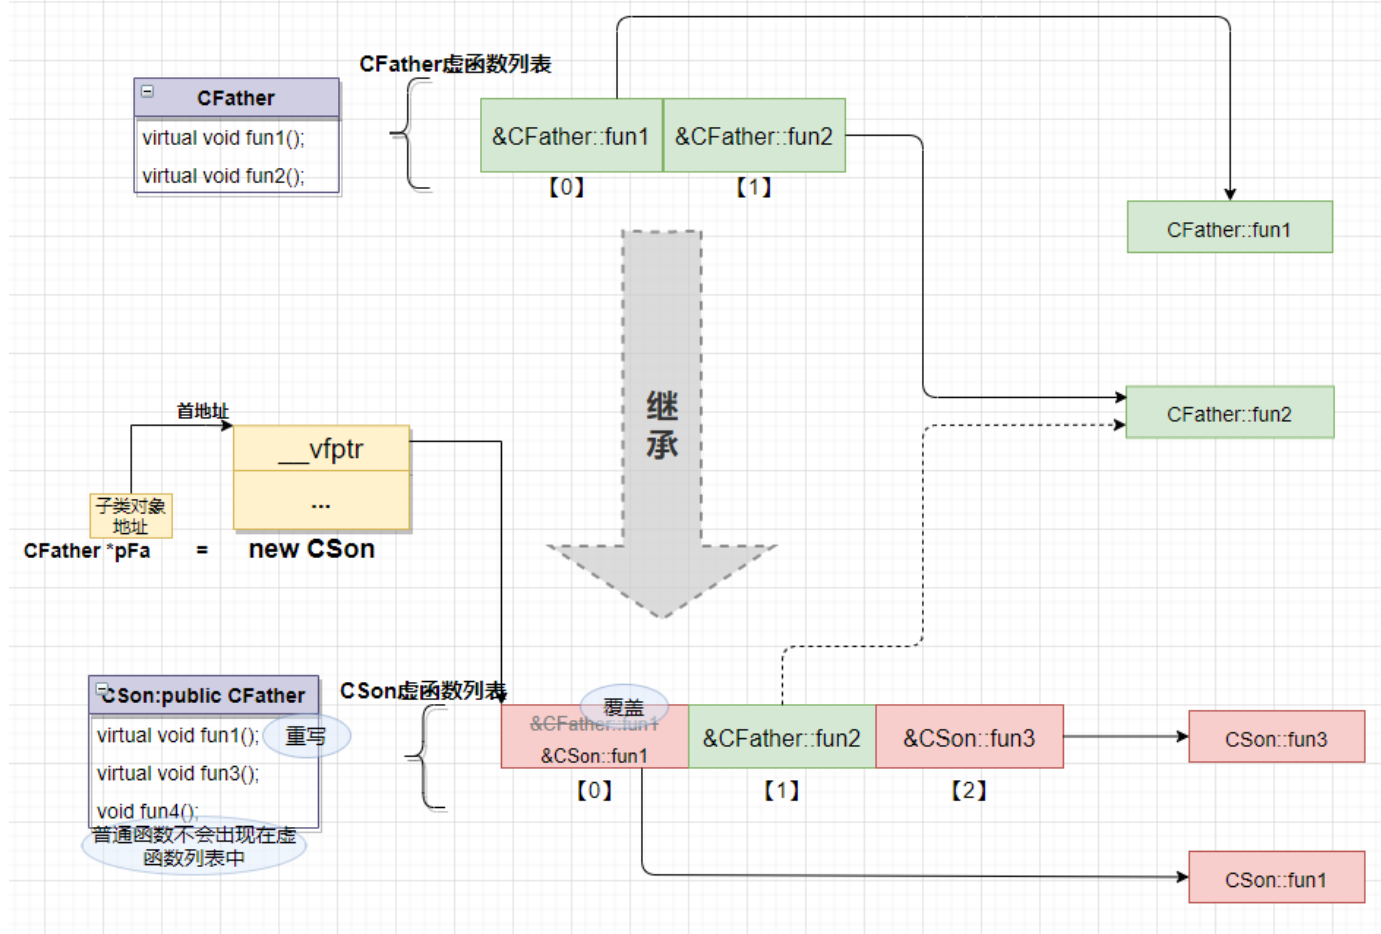 CFather虚函数列表
CFather
virtual void fun1();
virtual void fun2();
&CFather::fun1
&CFather::fun2
【0】
【1】
CFather::fun1
继
承
CFather::fun2
首地址
__vfptr
...
子类对象
地址
CFather *pFa = new CSon
CSon:public CFather
virtual void fun1();
重写
virtual void fun3();
void fun4();
普通函数不会出现在虚
函数列表中
CSon虚函数列表
覆盖
&CFather::fun1
&CSon::fun1
&CFather::fun2
&CSon::fun3
【0】
【1】
【2】
CSon::fun3
CSon::fun1